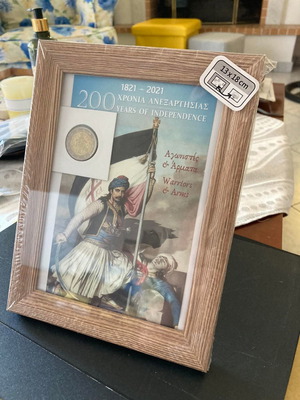 13x18cm
1821 - 2021
200 ΧΡΟΝΙΑ ΑΝΕΞΑΡΤΗΣΙΑΣ
YEARS OF INDEPENDENCE
Αγωνιστές
& Άρματα
Warriors
& Arms